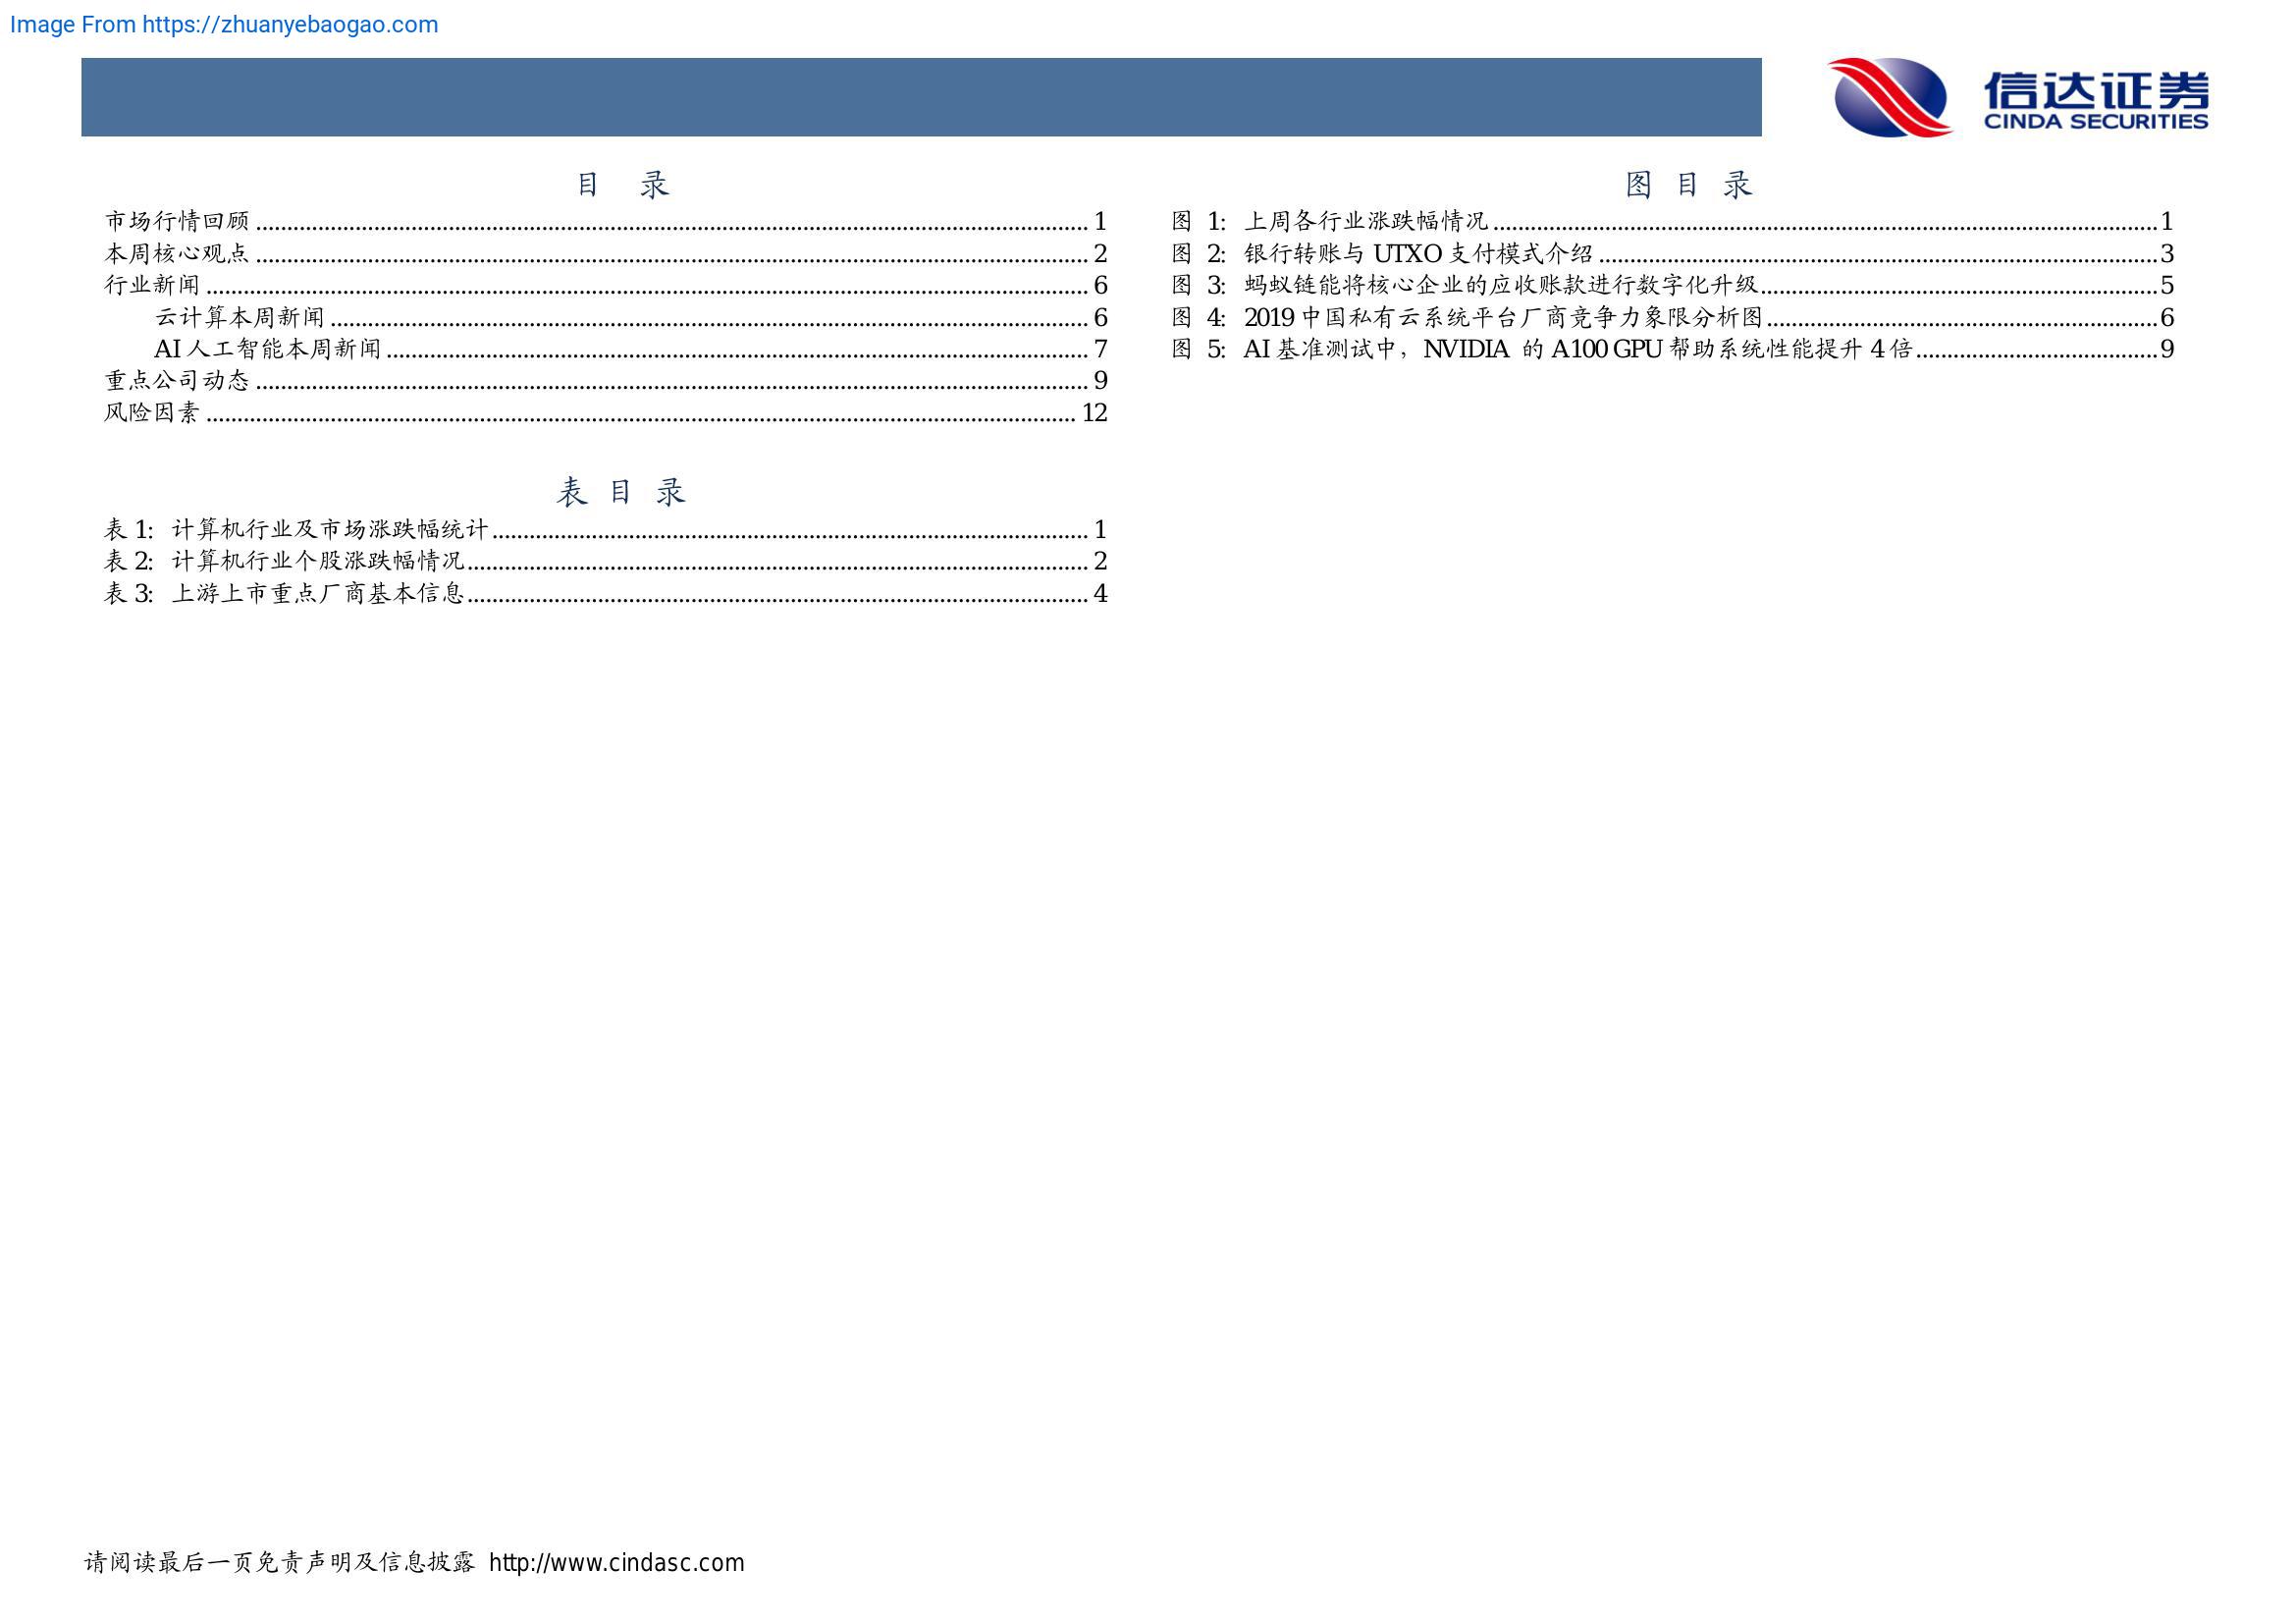 Image From https://zhuanyebaogao.com
信达证券
CINDA SECURITIES
目 录
市场行情回顾 ........................................ 1
本周核心观点 ........................................ 2
行业新闻 ........................................ 6
云计算本周新闻 ........................................ 6
AI 人工智能本周新闻 ........................................ 7
重点公司动态 ........................................ 9
风险因素 ........................................ 12
表 目 录
表 1: 计算机行业及市场涨跌幅统计 ........................................ 1
表 2: 计算机行业个股涨跌幅情况 ........................................ 2
表 3: 上游上市重点厂商基本信息 ........................................ 4
图 目 录
图 1: 上周各行业涨跌幅情况 ........................................ 1
图 2: 银行转账与 UTXO 支付模式介绍 ........................................ 3
图 3: 蚂蚁链能将核心企业的应收账款进行数字化升级 ........................................ 5
图 4: 2019 中国私有云系统平台厂商竞争力象限分析图 ........................................ 6
图 5: AI 基准测试中，NVIDIA 的 A100 GPU 帮助系统性能提升 4 倍 ........................................ 9
请阅读最后一页免责声明及信息披露 http://www.cindasc.com